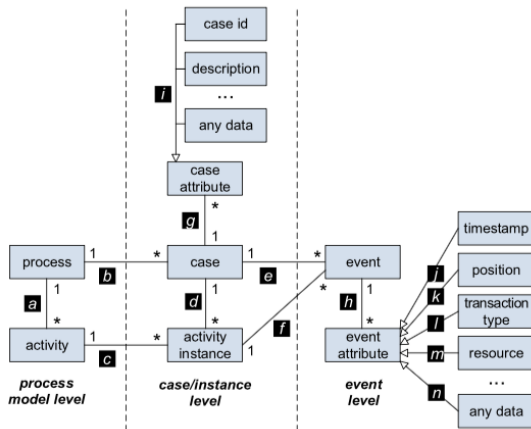 case id
description
...
any data
i
case
attribute
timestamp
g
*
1
j
process
1
b
*
case
1
e
*
event
k
position
a
1
*
d
1
*
f
*
h
1
*
l
transaction
type
activity
1
c
*
activity
instance
1
event
attribute
m
resource
...
n
any data
process
model level
case/instance
level
event level